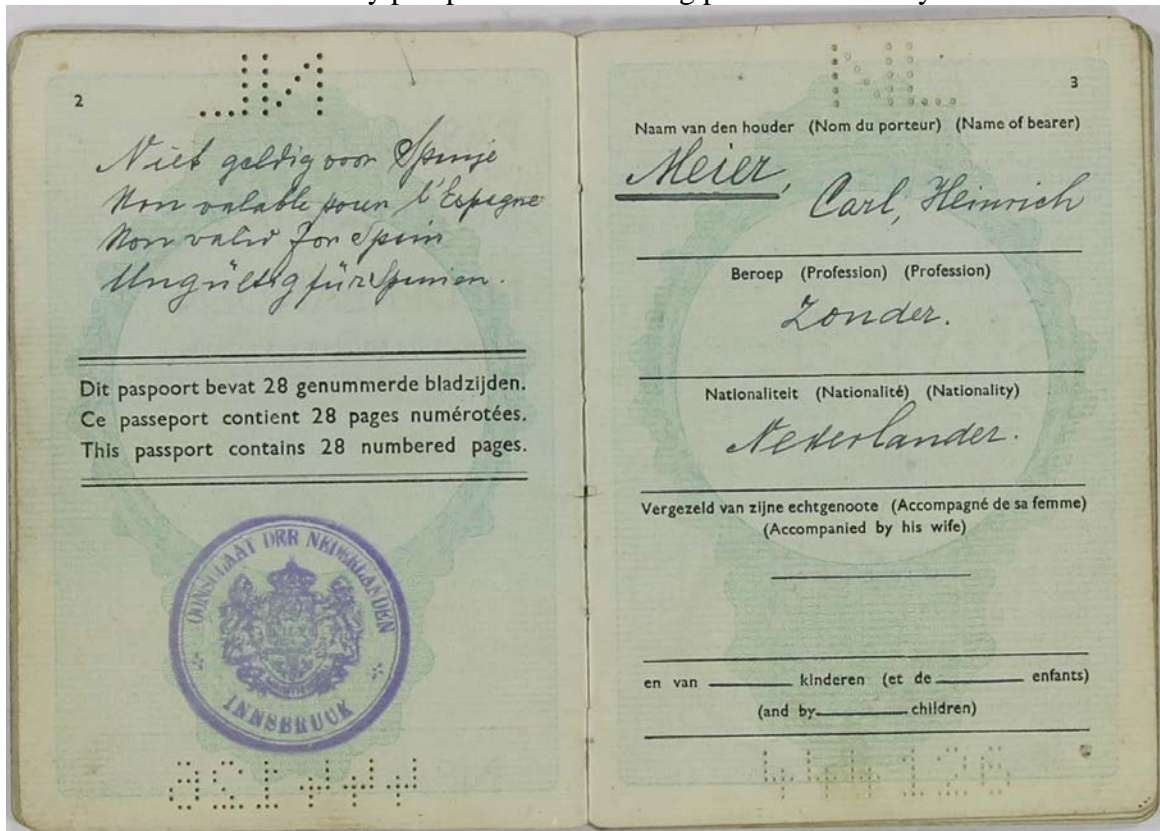 2
Niet geldig voor Spanje
Non valable pour l'Espagne
Non valid for Spain
Ungültig für Spanien.
Dit paspoort bevat 28 genummerde bladzijden.
Ce passeport contient 28 pages numérotées.
This passport contains 28 numbered pages.
CONSULAAT DER NEDERLANDEN
INNSBRUCK
NL
3
Naam van den houder (Nom du porteur) (Name of bearer)
Meier,
Carl, Heinrich
Beroep (Profession) (Profession)
Zonder.
Nationaliteit (Nationalité) (Nationality)
Nederlander.
Vergezeld van zijne echtgenoote (Accompagné de sa femme)
(Accompanied by his wife)
en van kinderen (et de enfants)
(and by children)
444126